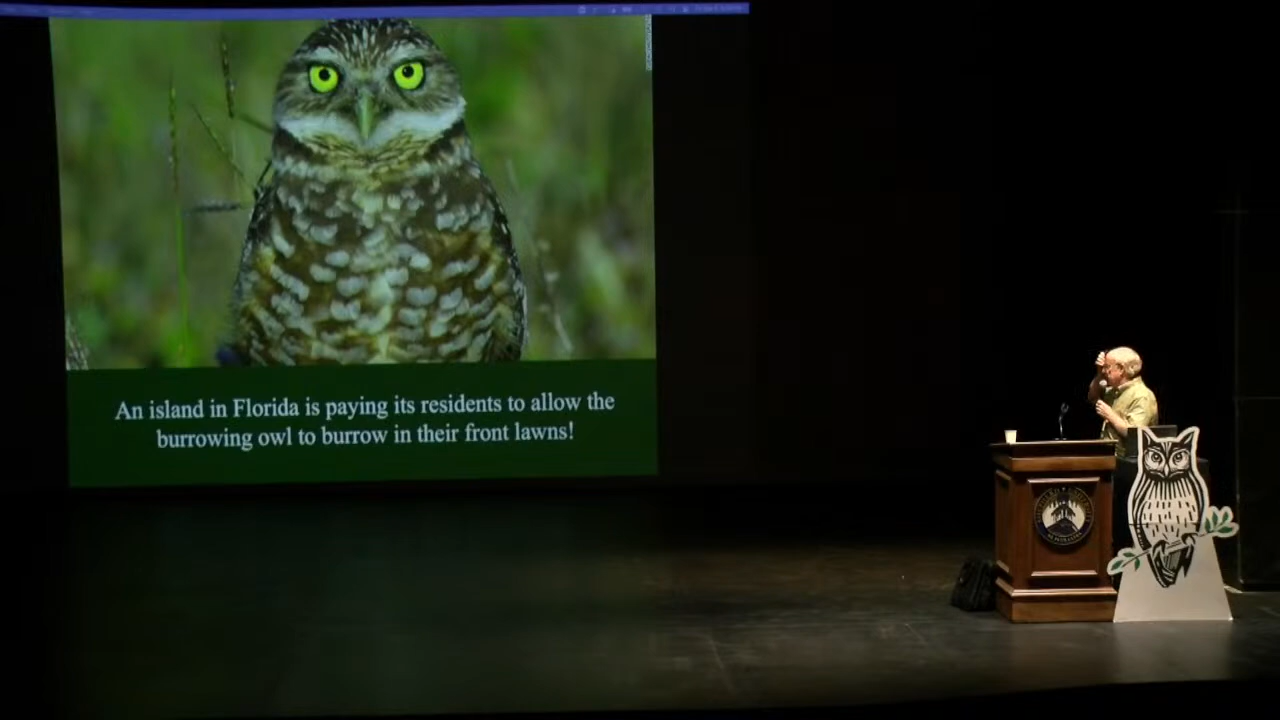 An island in Florida is paying its residents to allow the
burrowing owl to burrow in their front lawns!